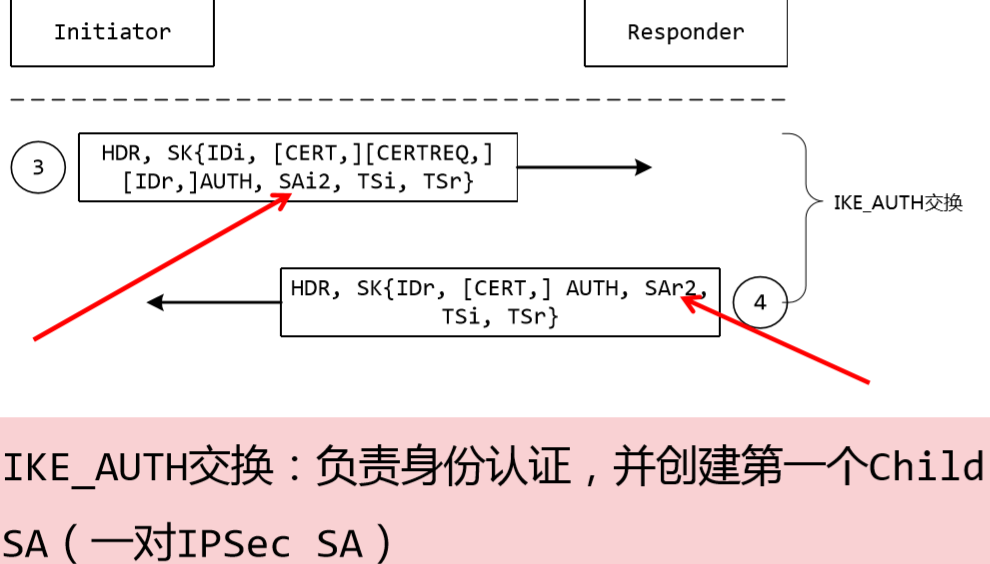 Initiator
Responder
3
HDR, SK{IDi, [CERT,][CERTREQ,]
[IDr,]AUTH, SAi2, TSi, TSr}
IKE_AUTH交换
HDR, SK{IDr, [CERT,] AUTH, SAr2,
TSi, TSr}
4
IKE_AUTH交换：负责身份认证，并创建第一个Child
SA（一对IPSec SA）